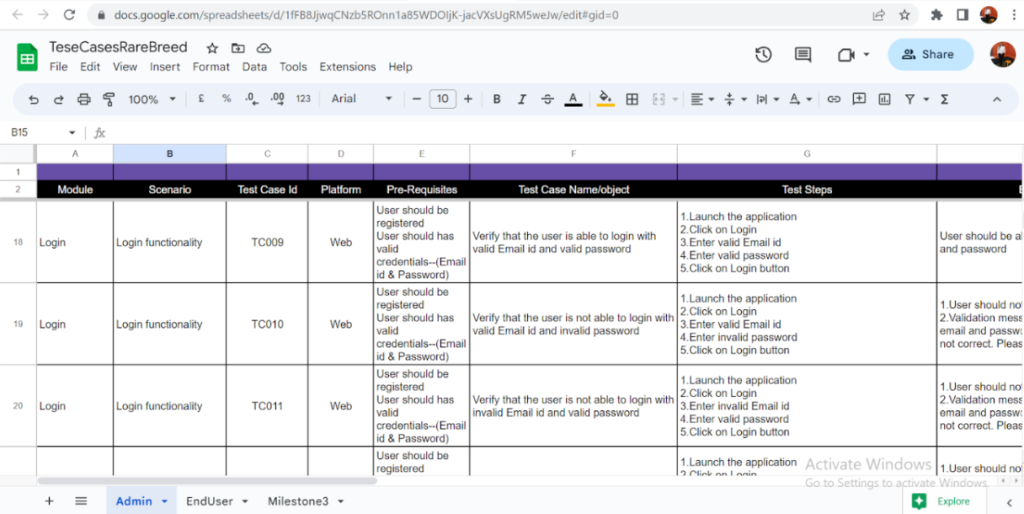 docs.google.com/spreadsheets/d/1fFB8JjwqCNzb5ROnn1a85WDOIjK-jacVXsUgRM5weJw/edit#gid=0
TeseCasesRareBreed
File Edit View Insert Format Data Tools Extensions Help
Share
100% £ % .0 .00 123 Arial 10 B I A
B15 fx
A B C D E F G
1
2 Module Scenario Test Case Id Platform Pre-Requisites Test Case Name/object Test Steps
18 Login Login functionality TC009 Web
User should be
registered
User should has
valid
credentials--(Email
id & Password)
Verify that the user is able to login with
valid Email id and valid password
1.Launch the application
2.Click on Login
3.Enter valid Email id
4.Enter valid password
5.Click on Login button
User should be a
and password
19 Login Login functionality TC010 Web
User should be
registered
User should has
valid
credentials--(Email
id & Password)
Verify that the user is not able to login with
valid Email id and invalid password
1.Launch the application
2.Click on Login
3.Enter valid Email id
4.Enter invalid password
5.Click on Login button
1.User should no
2.Validation mess
email and passw
not correct. Pleas
20 Login Login functionality TC011 Web
User should be
registered
User should has
valid
credentials--(Email
id & Password)
Verify that the user is not able to login with
invalid Email id and valid password
1.Launch the application
2.Click on Login
3.Enter invalid Email id
4.Enter valid password
5.Click on Login button
1.User should no
2.Validation mess
email and passw
not correct. Pleas
User should be
registered
1.Launch the application
2.Click on Login
1.User should no
Activate Windows
Go to Settings to activate Windows.
Admin EndUser Milestone3 Explore